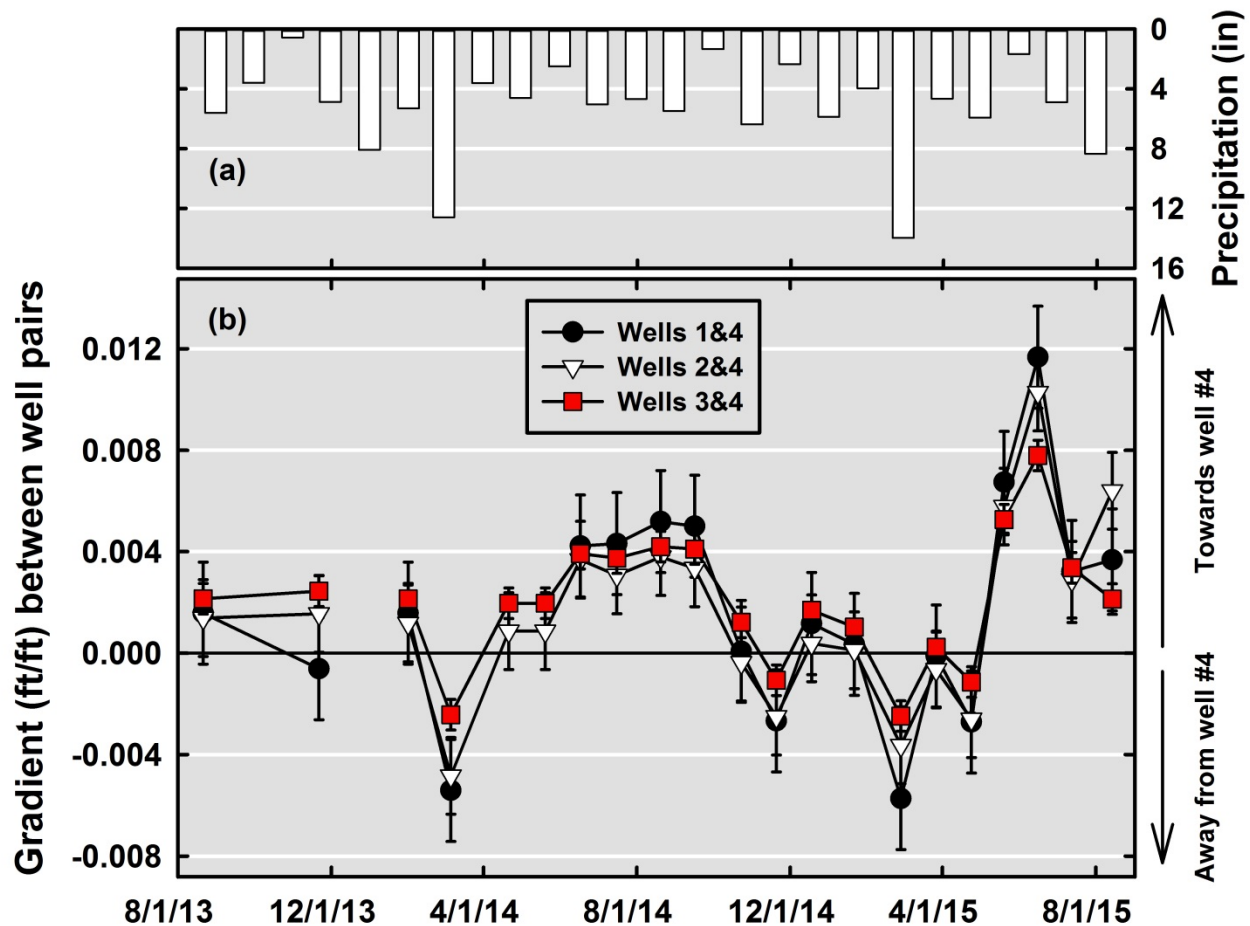 (a)
0
4
8
12
16
Precipitation (in)
(b)
Wells 1&4
Wells 2&4
Wells 3&4
Gradient (ft/ft) between well pairs
0.012
0.008
0.004
0.000
-0.004
-0.008
Towards well #4
Away from well #4
8/1/13 12/1/13 4/1/14 8/1/14 12/1/14 4/1/15 8/1/15